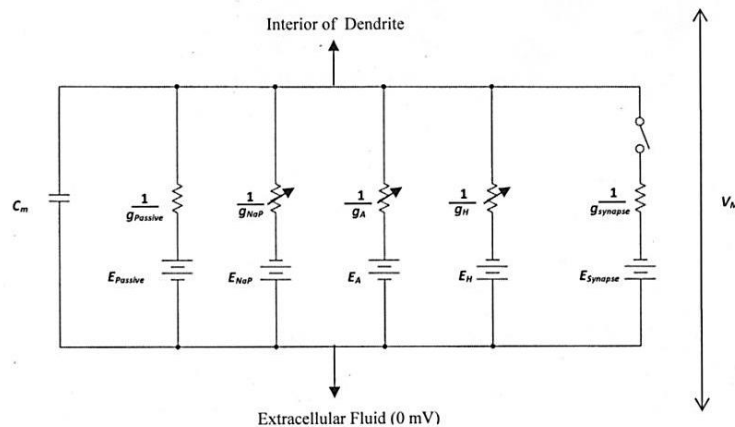 Interior of Dendrite
C_m
1
g_Passive
1
g_NaP
1
g_A
1
g_H
1
g_synapse
V_M
E_Passive
E_NaP
E_A
E_H
E_Synapse
Extracellular Fluid (0 mV)